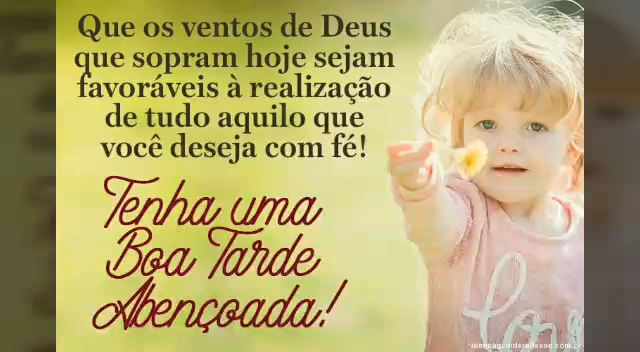 Que os ventos de Deus
que sopram hoje sejam
favoráveis à realização
de tudo aquilo que
você deseja com fé!
Tenha uma
Boa Tarde
Abençoada!
love